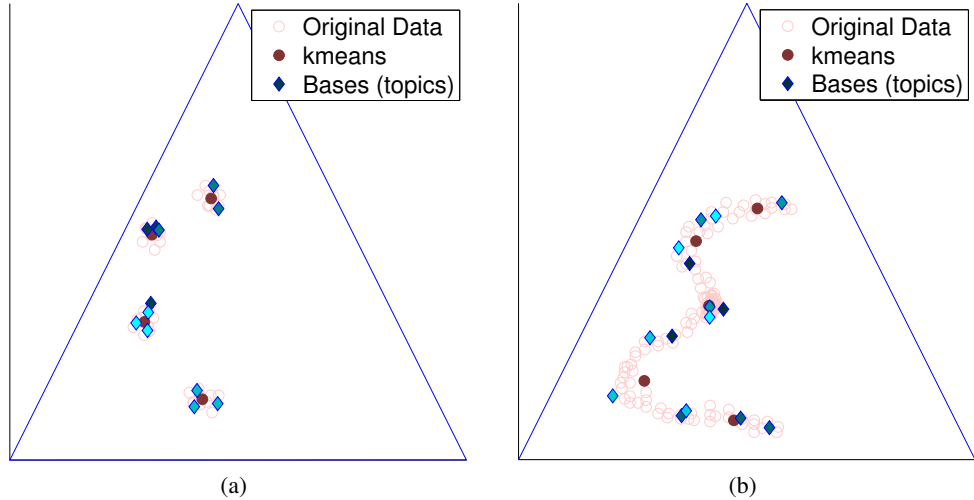 Original Data
kmeans
Bases (topics)
Original Data
kmeans
Bases (topics)
(a)
(b)